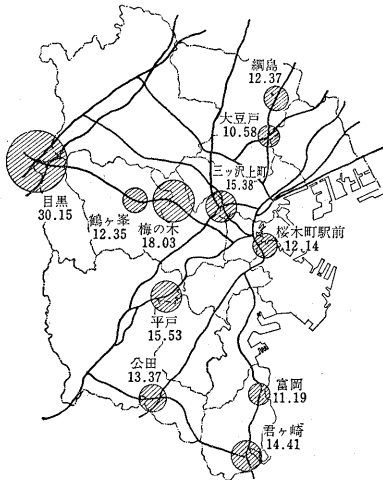 綱島
12.37
大豆戸
10.58
三ッ沢上町
15.38
目黒
30.15
鶴ヶ峯
12.35
梅の木
18.03
桜木町駅前
12.14
平戸
15.53
公田
13.37
富岡
11.19
君ヶ崎
14.41